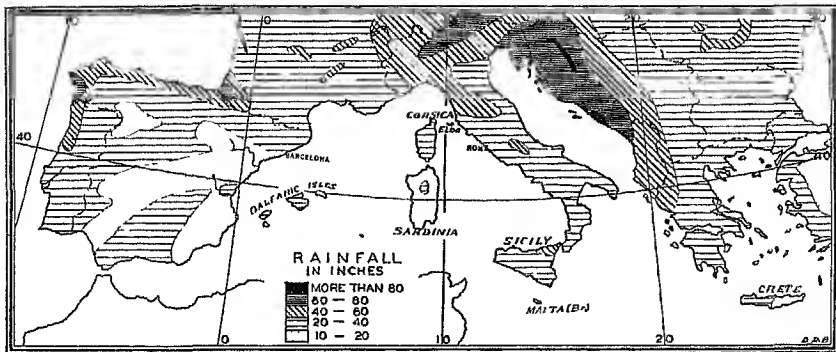 0
10
20
40
CORSICA
ELBA
ROME
BARCELONA
40
BALEARIC ISLES
SARDINIA
SICILY
RAINFALL
IN INCHES
MORE THAN 80
60 – 80
40 – 60
20 – 40
10 – 20
MALTA (Br.)
CRETE
0
10
20